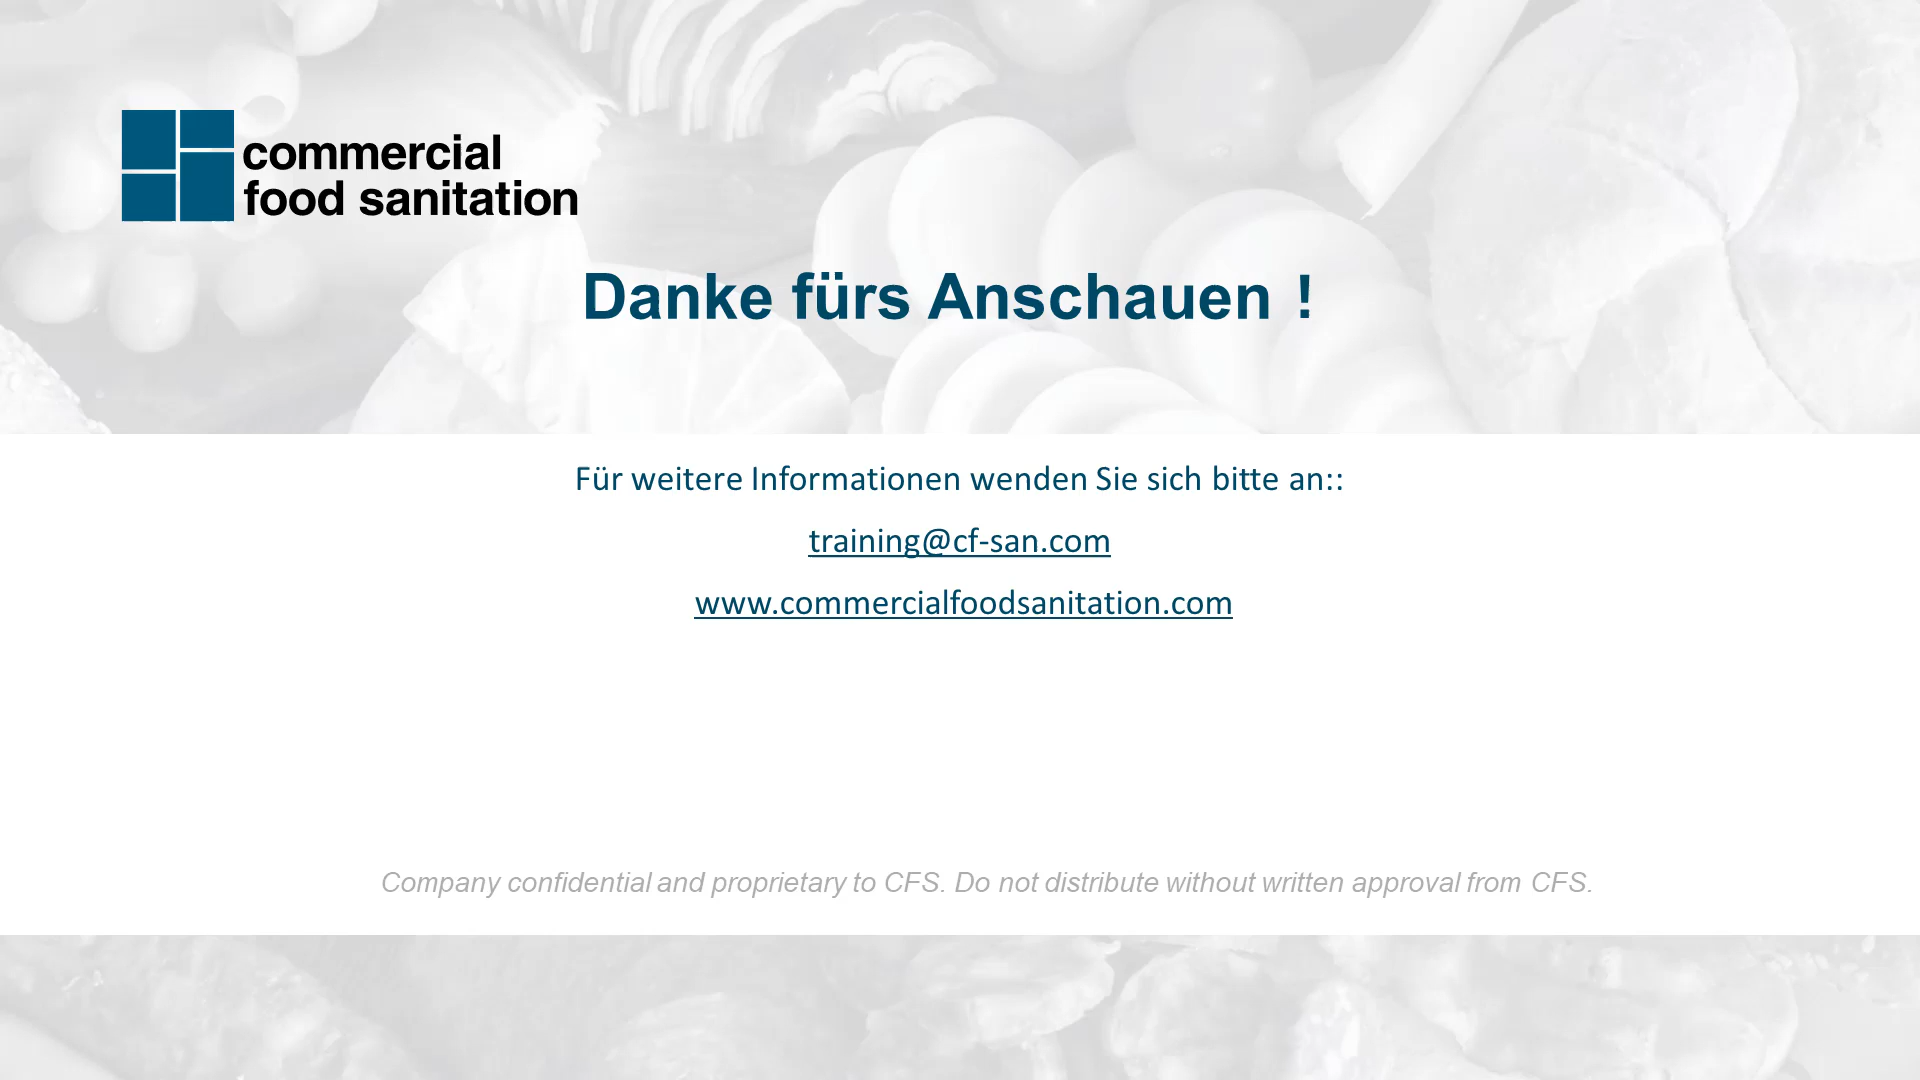 commercial
food sanitation
Danke fürs Anschauen !
Für weitere Informationen wenden Sie sich bitte an::
training@cf-san.com
www.commercialfoodsanitation.com
Company confidential and proprietary to CFS. Do not distribute without written approval from CFS.